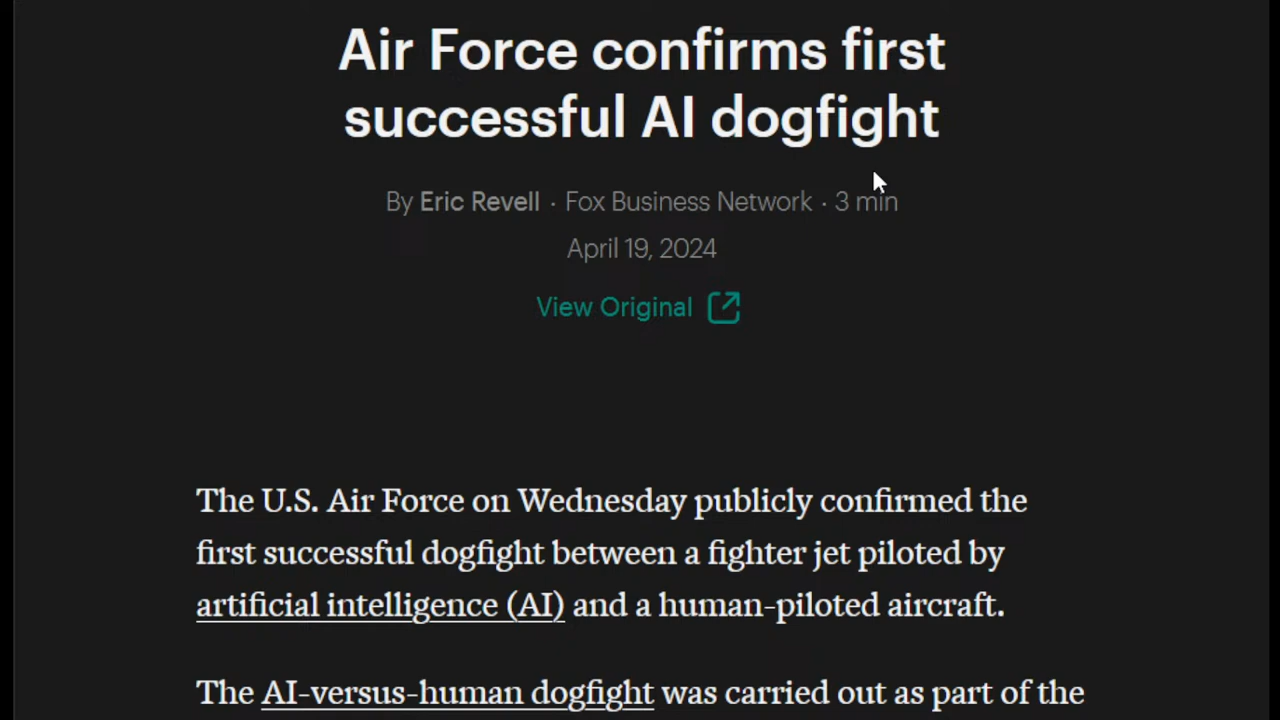 Air Force confirms first
successful AI dogfight
By Eric Revell · Fox Business Network · 3 min
April 19, 2024
View Original
The U.S. Air Force on Wednesday publicly confirmed the
first successful dogfight between a fighter jet piloted by
artificial intelligence (AI) and a human-piloted aircraft.
The AI-versus-human dogfight was carried out as part of the